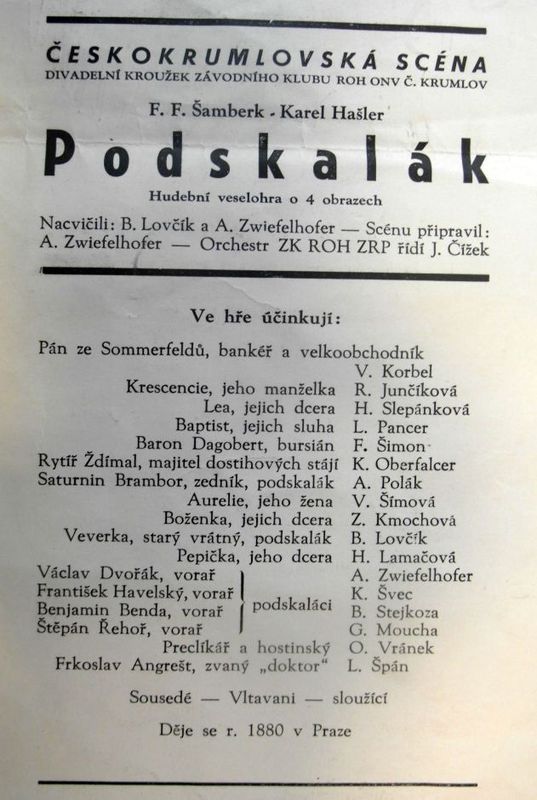 ČESKOKRUMLOVSKÁ SCÉNA
DIVADELNÍ KROUŽEK ZÁVODNÍHO KLUBU ROH ONV Č. KRUMLOV
F. F. Šamberk - Karel Hašler
Podskalák
Hudební veselohra o 4 obrazech
Nacvičili: B. Lovčík a A. Zwiefelhofer — Scénu připravil:
A. Zwiefelhofer — Orchestr ZK ROH ZRP řídí J. Čížek
Ve hře účinkují:
Pán ze Sommerfeldů, bankéř a velkoobchodník
V. Korbel
Krescencie, jeho manželka R. Junčíková
Lea, jejich dcera H. Slepánková
Baptist, jejich sluha L. Pancer
Baron Dagobert, bursián F. Šimon
Rytíř Ždímal, majitel dostihových stájí K. Oberfalcer
Saturnin Brambor, zedník, podskalák A. Polák
Aurelie, jeho žena V. Šímová
Boženka, jejich dcera Z. Kmochová
Veverka, starý vrátný, podskalák B. Lovčík
Pepička, jeho dcera H. Lamačová
Václav Dvořák, vorař A. Zwiefelhofer
František Havelský, vorař K. Švec
Benjamin Benda, vorař podskaláci B. Stejkoza
Štěpán Řehoř, vorař G. Moucha
Preclíkář a hostinský O. Vránek
Frkoslav Angrešt, zvaný „doktor" L. Špán
Sousedé — Vltavani — sloužící
Děje se r. 1880 v Praze